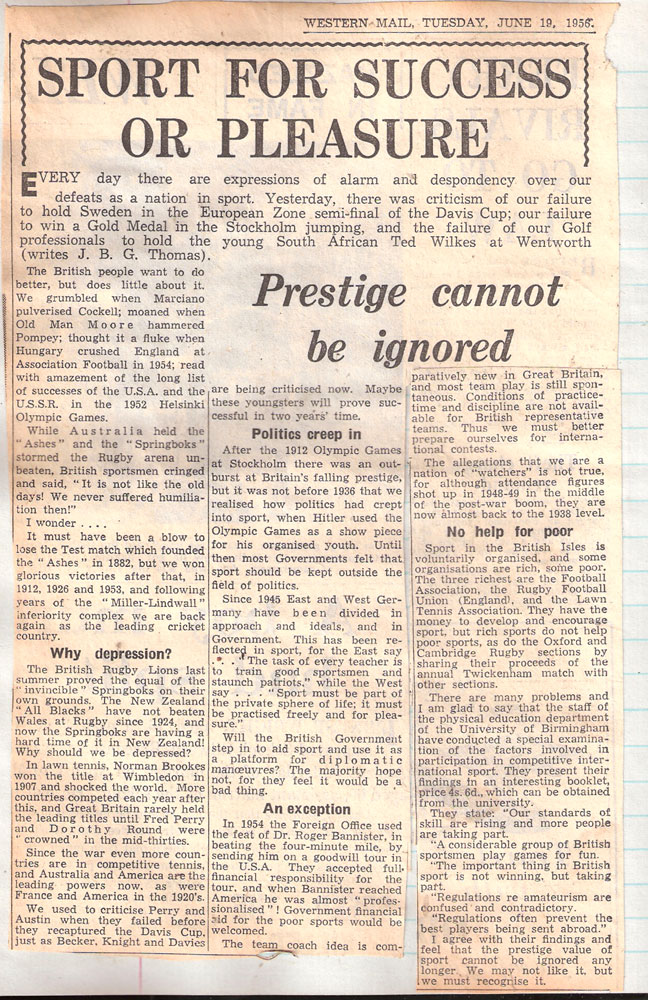 WESTERN MAIL, TUESDAY, JUNE 19, 1956.
SPORT FOR SUCCESS
OR PLEASURE
EVERY day there are expressions of alarm and despondency over our
defeats as a nation in sport. Yesterday, there was criticism of our failure
to hold Sweden in the European Zone semi-final of the Davis Cup; our failure
to win a Gold Medal in the Stockholm jumping, and the failure of our Golf
professionals to hold the young South African Ted Wilkes at Wentworth
(writes J. B. G. Thomas).
The British people want to do
better, but does little about it.
We grumbled when Marciano
pulverised Cockell; moaned when
Old Man Moore hammered
Pompey; thought it a fluke when
Hungary crushed England at
Association Football in 1954; read
with amazement of the long list
of successes of the U.S.A. and the
U.S.S.R. in the 1952 Helsinki
Olympic Games.
While Australia held the
"Ashes" and the "Springboks"
stormed the Rugby arena un-
beaten, British sportsmen cringed
and said, "It is not like the old
days! We never suffered humilia-
tion then!"
I wonder ....
It must have been a blow to
lose the Test match which founded
the "Ashes" in 1882, but we won
glorious victories after that, in
1912, 1926 and 1953, and following
years of the "Miller-Lindwall"
inferiority complex we are back
again as the leading cricket
country.
Why depression?
The British Rugby Lions last
summer proved the equal of the
"invincible" Springboks on their
own grounds. The New Zealand
"All Blacks" have not beaten
Wales at Rugby since 1924, and
now the Springboks are having a
hard time of it in New Zealand!
Why should we be depressed?
In lawn tennis, Norman Brookes
won the title at Wimbledon in
1907 and shocked the world. More
countries competed each year after
this, and Great Britain rarely held
the leading titles until Fred Perry
and Dorothy Round were
"crowned" in the mid-thirties.
Since the war even more coun-
tries are in competitive tennis,
and Australia and America are the
leading powers now, as were
France and America in the 1920's.
We used to criticise Perry and
Austin when they failed before
they recaptured the Davis Cup,
just as Becker, Knight and Davies
Prestige cannot
be ignored
are being criticised now. Maybe
these youngsters will prove suc-
cessful in two years' time.
Politics creep in
After the 1912 Olympic Games
at Stockholm there was an out-
burst at Britain's falling prestige,
but it was not before 1936 that we
realised how politics had crept
into sport, when Hitler used the
Olympic Games as a show piece
for his organised youth. Until
then most Governments felt that
sport should be kept outside the
field of politics.
Since 1945 East and West Ger-
many have been divided in
approach and ideals, and in
Government. This has been re-
flected in sport, for the East say
. . . "The task of every teacher is
to train good sportsmen and
staunch patriots," while the West
say . . . . "Sport must be part of
the private sphere of life; it must
be practised freely and for plea-
sure."
Will the British Government
step in to aid sport and use it as
a platform for diplomatic
manœuvres? The majority hope
not, for they feel it would be a
bad thing.
An exception
In 1954 the Foreign Office used
the feat of Dr. Roger Bannister, in
beating the four-minute mile, by
sending him on a goodwill tour in
the U.S.A. They accepted full
financial responsibility for the
tour, and when Bannister reached
America he was almost "profes-
sionalised"! Government financial
aid for the poor sports would be
welcomed.
The team coach idea is com-
paratively new in Great Britain,
and most team play is still spon-
taneous. Conditions of practice-
time and discipline are not avail-
able for British representative
teams. Thus we must better
prepare ourselves for interna-
tional contests.
The allegations that we are a
nation of "watchers" is not true,
for although attendance figures
shot up in 1948-49 in the middle
of the post-war boom, they are
now almost back to the 1938 level.
No help for poor
Sport in the British Isles is
voluntarily organised, and some
organisations are rich, some poor.
The three richest are the Football
Association, the Rugby Football
Union (England), and the Lawn
Tennis Association. They have the
money to develop and encourage
sport, but rich sports do not help
poor sports, as do the Oxford and
Cambridge Rugby sections by
sharing their proceeds of the
annual Twickenham match with
other sections.
There are many problems and
I am glad to say that the staff of
the physical education department
of the University of Birmingham
have conducted a special examina-
tion of the factors involved in
participation in competitive inter-
national sport. They present their
findings in an interesting booklet,
price 4s. 6d., which can be obtained
from the university.
They state: "Our standards of
skill are rising and more people
are taking part.
"A considerable group of British
sportsmen play games for fun.
"The important thing in British
sport is not winning, but taking
part.
"Regulations re amateurism are
confused and contradictory.
"Regulations often prevent the
best players being sent abroad."
I agree with their findings and
feel that the prestige value of
sport cannot be ignored any
longer. We may not like it, but
we must recognise it.